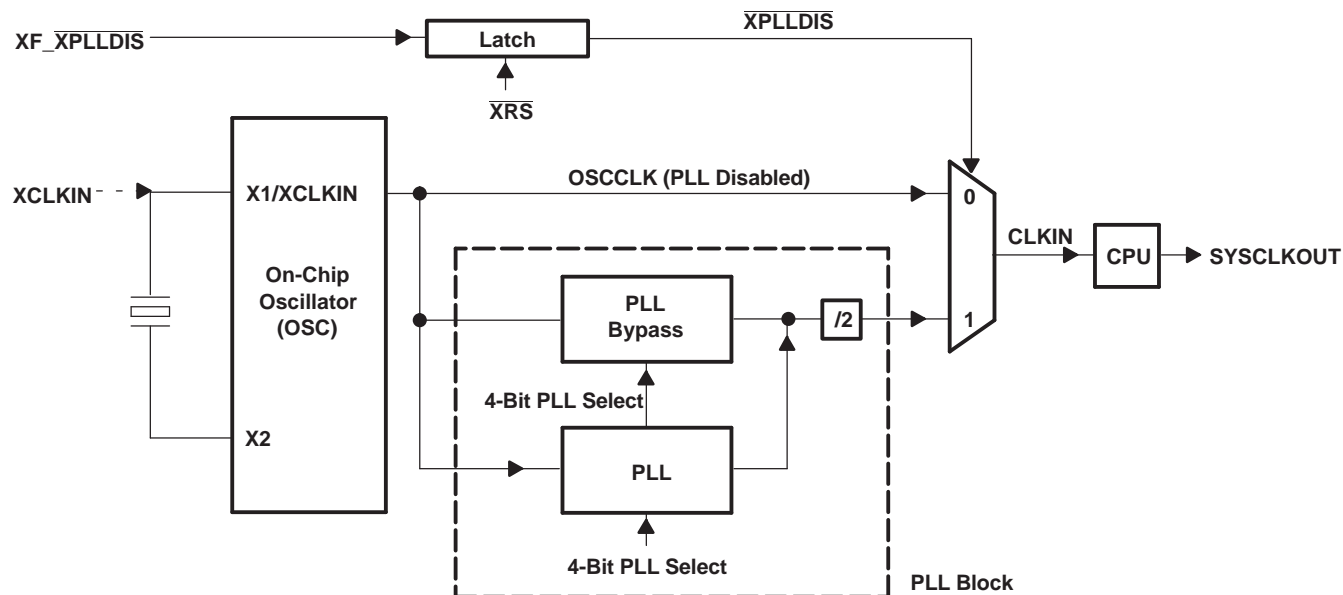 XPLLDIS
XF_XPLLDIS
Latch
XRS
XCLKIN
X1/XCLKIN
OSCCLK (PLL Disabled)
0
On-Chip
Oscillator
(OSC)
CLKIN
CPU
SYSCLKOUT
PLL
Bypass
/2
1
4-Bit PLL Select
X2
PLL
4-Bit PLL Select
PLL Block